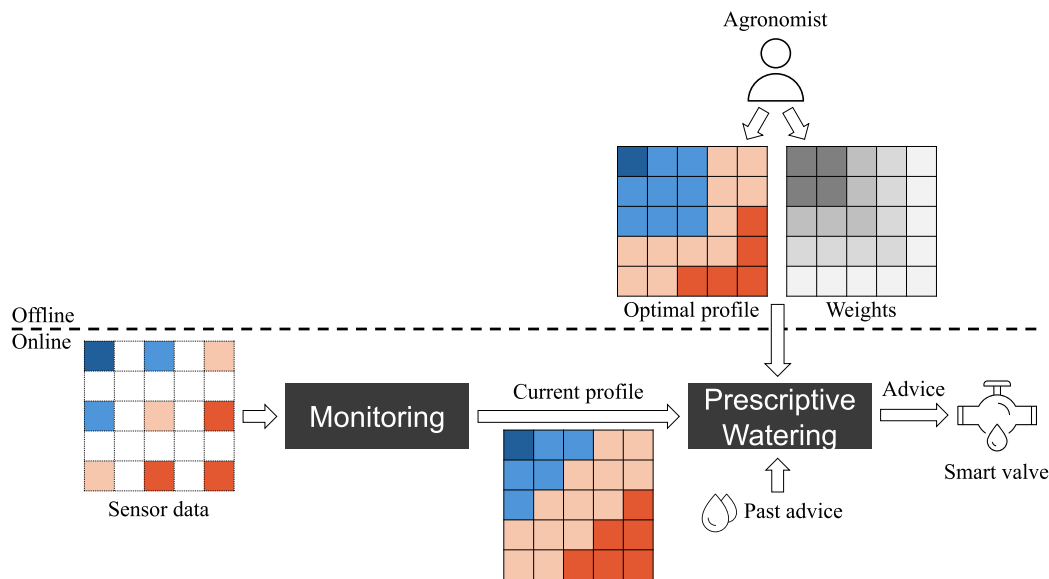 Agronomist
Optimal profile
Weights
Offline
Online
Sensor data
Monitoring
Current profile
Prescriptive
Watering
Past advice
Advice
Smart valve